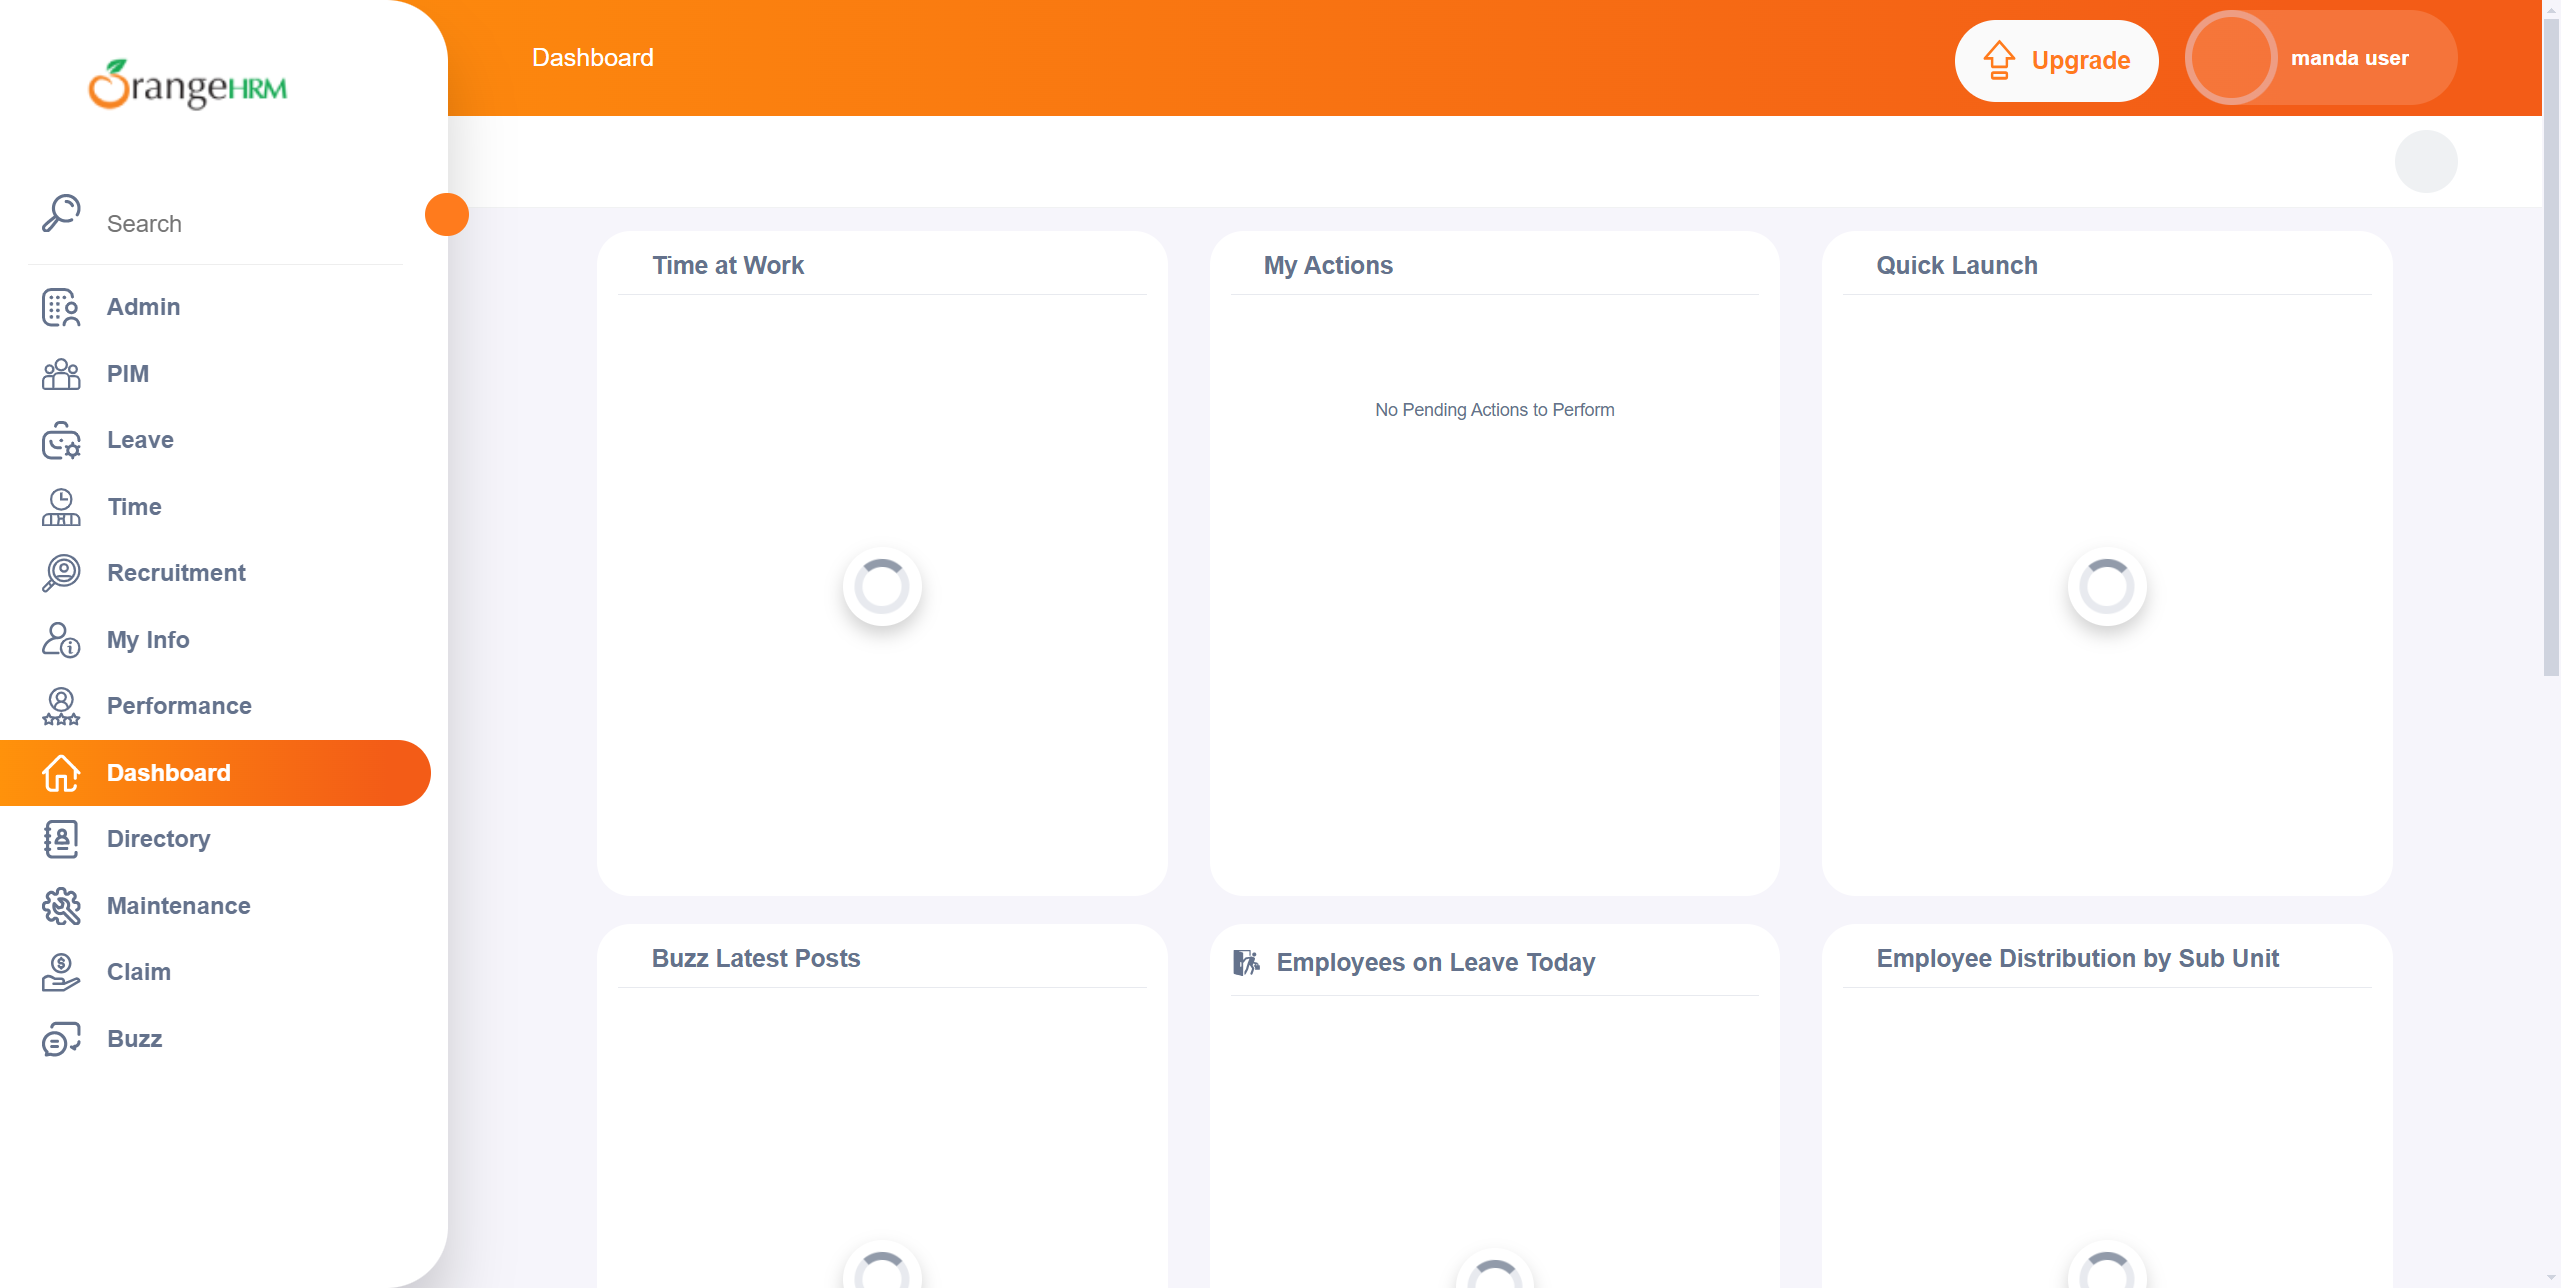 OrangeHRM
Dashboard
Upgrade
manda user
Search
Admin
PIM
Leave
Time
Recruitment
My Info
Performance
Dashboard
Directory
Maintenance
Claim
Buzz
Time at Work
My Actions
No Pending Actions to Perform
Quick Launch
Buzz Latest Posts
Employees on Leave Today
Employee Distribution by Sub Unit